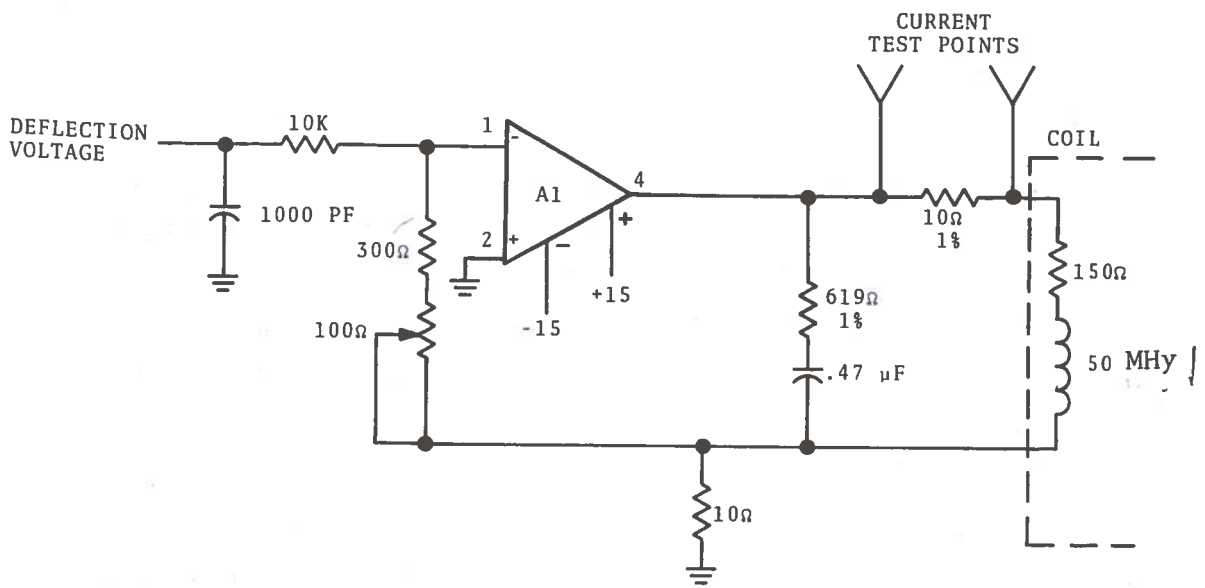 CURRENT
TEST POINTS
DEFLECTION
VOLTAGE
10K
1
-
4
COIL
A1
1000 PF
10Ω
1%
300Ω
2
+
-
+
150Ω
+15
-15
619Ω
1%
100Ω
.47 µF
50 MHy
10Ω